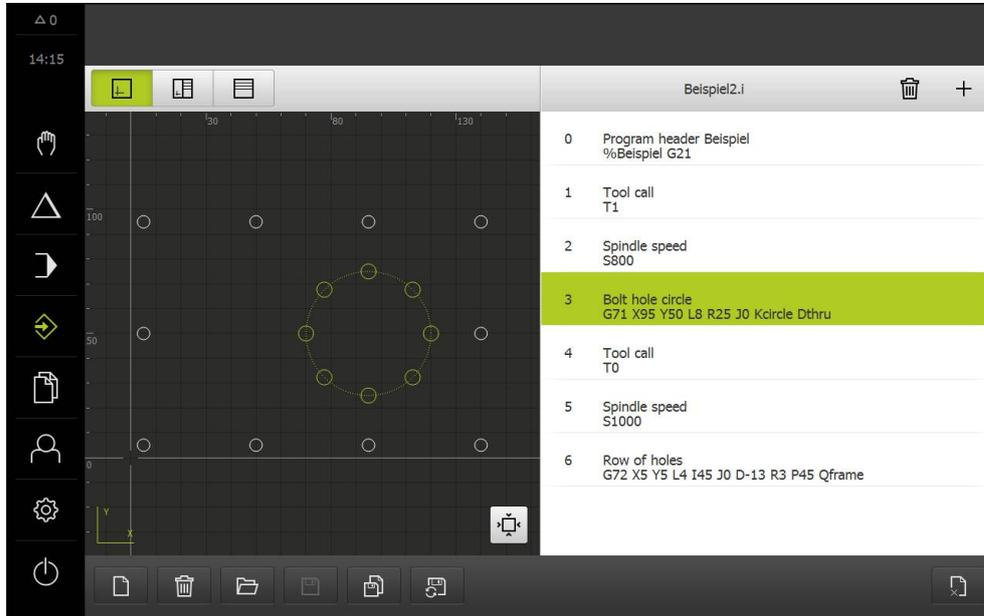 0
14:15
Beispiel2.i
30
80
130
100
50
0
Y
X
0 Program header Beispiel
%Beispiel G21
1 Tool call
T1
2 Spindle speed
S800
3 Bolt hole circle
G71 X95 Y50 L8 R25 J0 Kcircle Dthru
4 Tool call
T0
5 Spindle speed
S1000
6 Row of holes
G72 X5 Y5 L4 I45 J0 D-13 R3 P45 Qframe